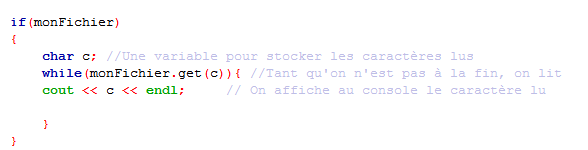 if(monFichier)
{
char c; //Une variable pour stocker les caractères lus
while(monFichier.get(c)){ //Tant qu'on n'est pas à la fin, on lit
cout << c << endl; // On affiche au console le caractère lu
}
}